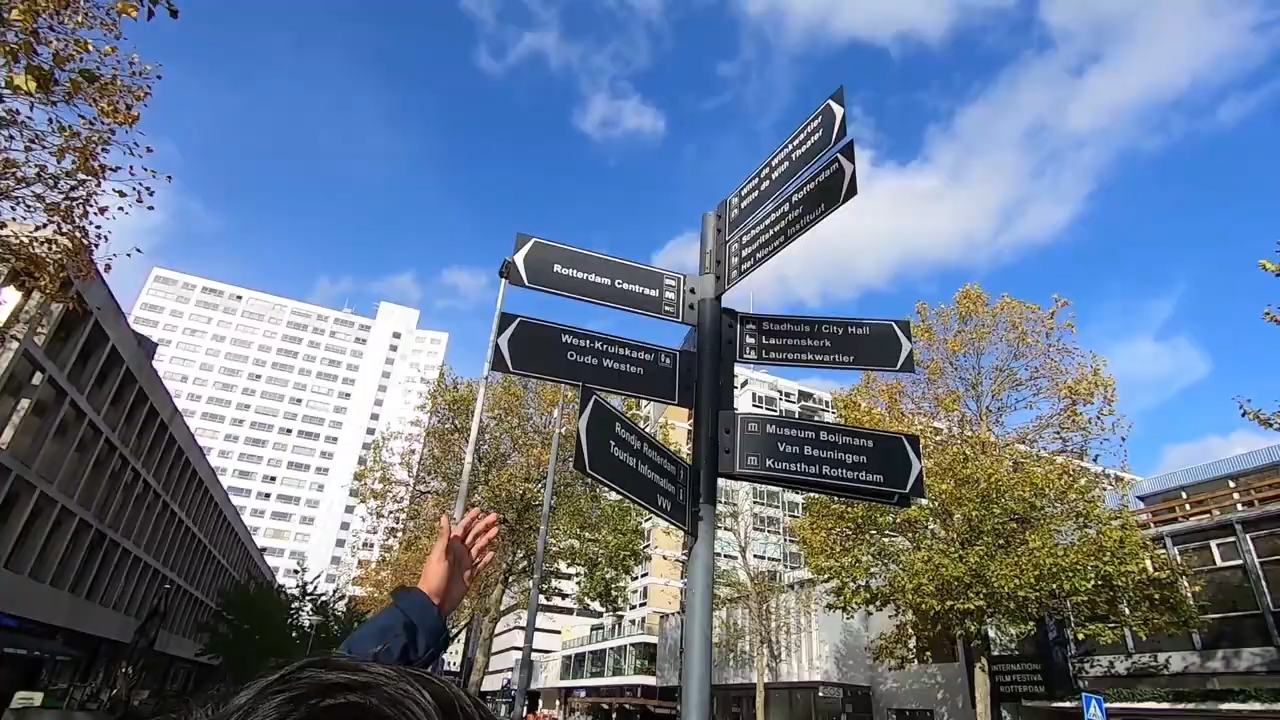 Witte de Withkwartier
Witte de With Theater
Schouwburg Rotterdam
Mauritskwartier
Het Nieuwe Instituut
Rotterdam Centraal
M
WC
West-Kruiskade/
Oude Westen
Stadhuis / City Hall
Laurenskerk
Laurenskwartier
Rondje Rotterdam
Tourist Information
VVV
Museum Boijmans
Van Beuningen
Kunsthal Rotterdam
INTERNATIONAL
FILM FESTIVAL
ROTTERDAM